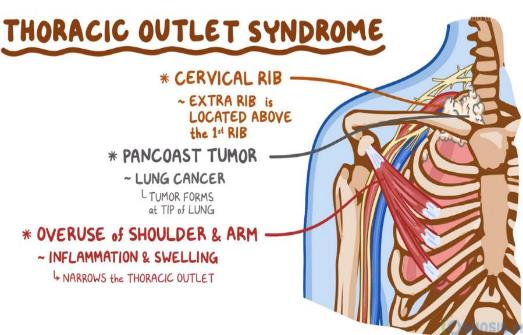 THORACIC OUTLET SYNDROME
* CERVICAL RIB
~ EXTRA RIB is
LOCATED ABOVE
the 1st RIB
* PANCOAST TUMOR
~ LUNG CANCER
↳ TUMOR FORMS
at TIP of LUNG
* OVERUSE of SHOULDER & ARM
~ INFLAMMATION & SWELLING
↳ NARROWS the THORACIC OUTLET